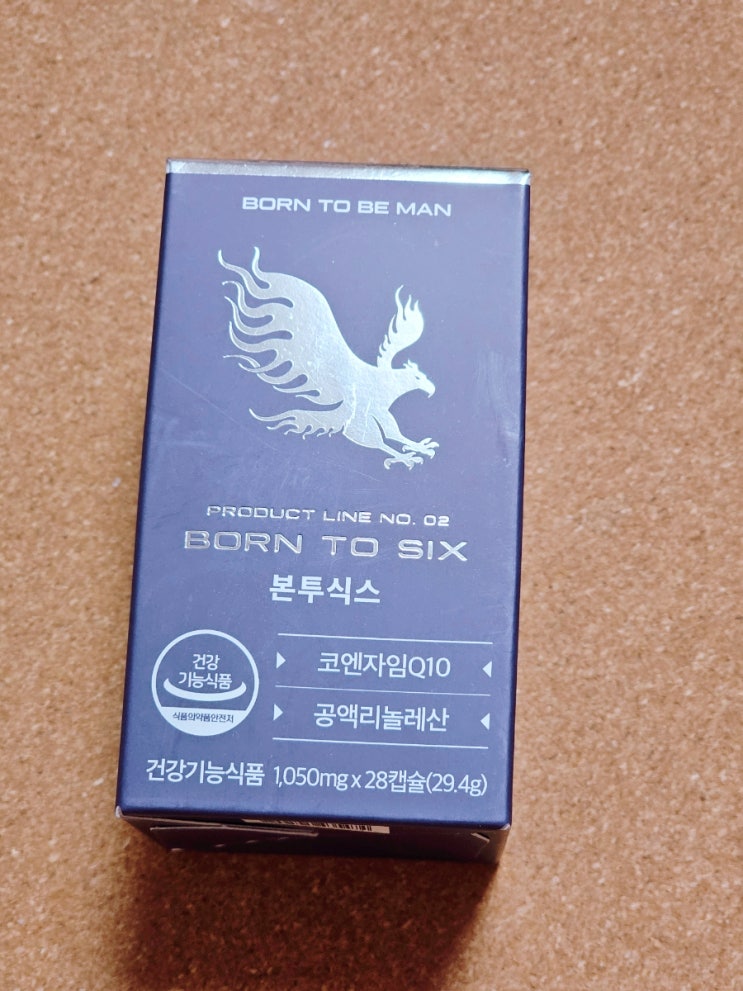 BORN TO BE MAN
PRODUCT LINE NO. 02
BORN TO SIX
본투식스
건강
기능식품
식품의약품안전처
코엔자임Q10
공액리놀레산
건강기능식품 1,050mg x 28캡슐(29.4g)